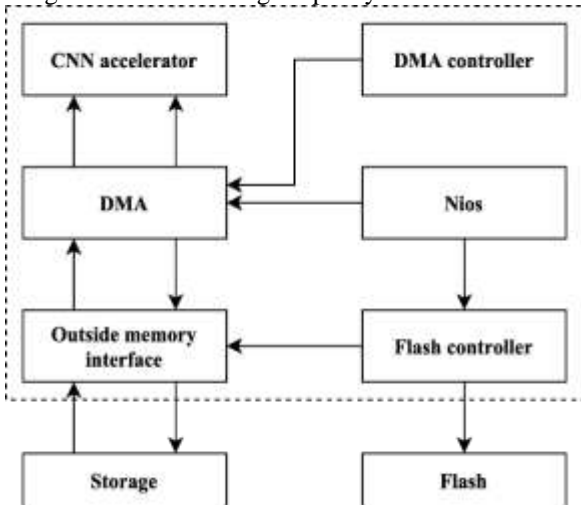 CNN accelerator
DMA controller
DMA
Nios
Outside memory
interface
Flash controller
Storage
Flash